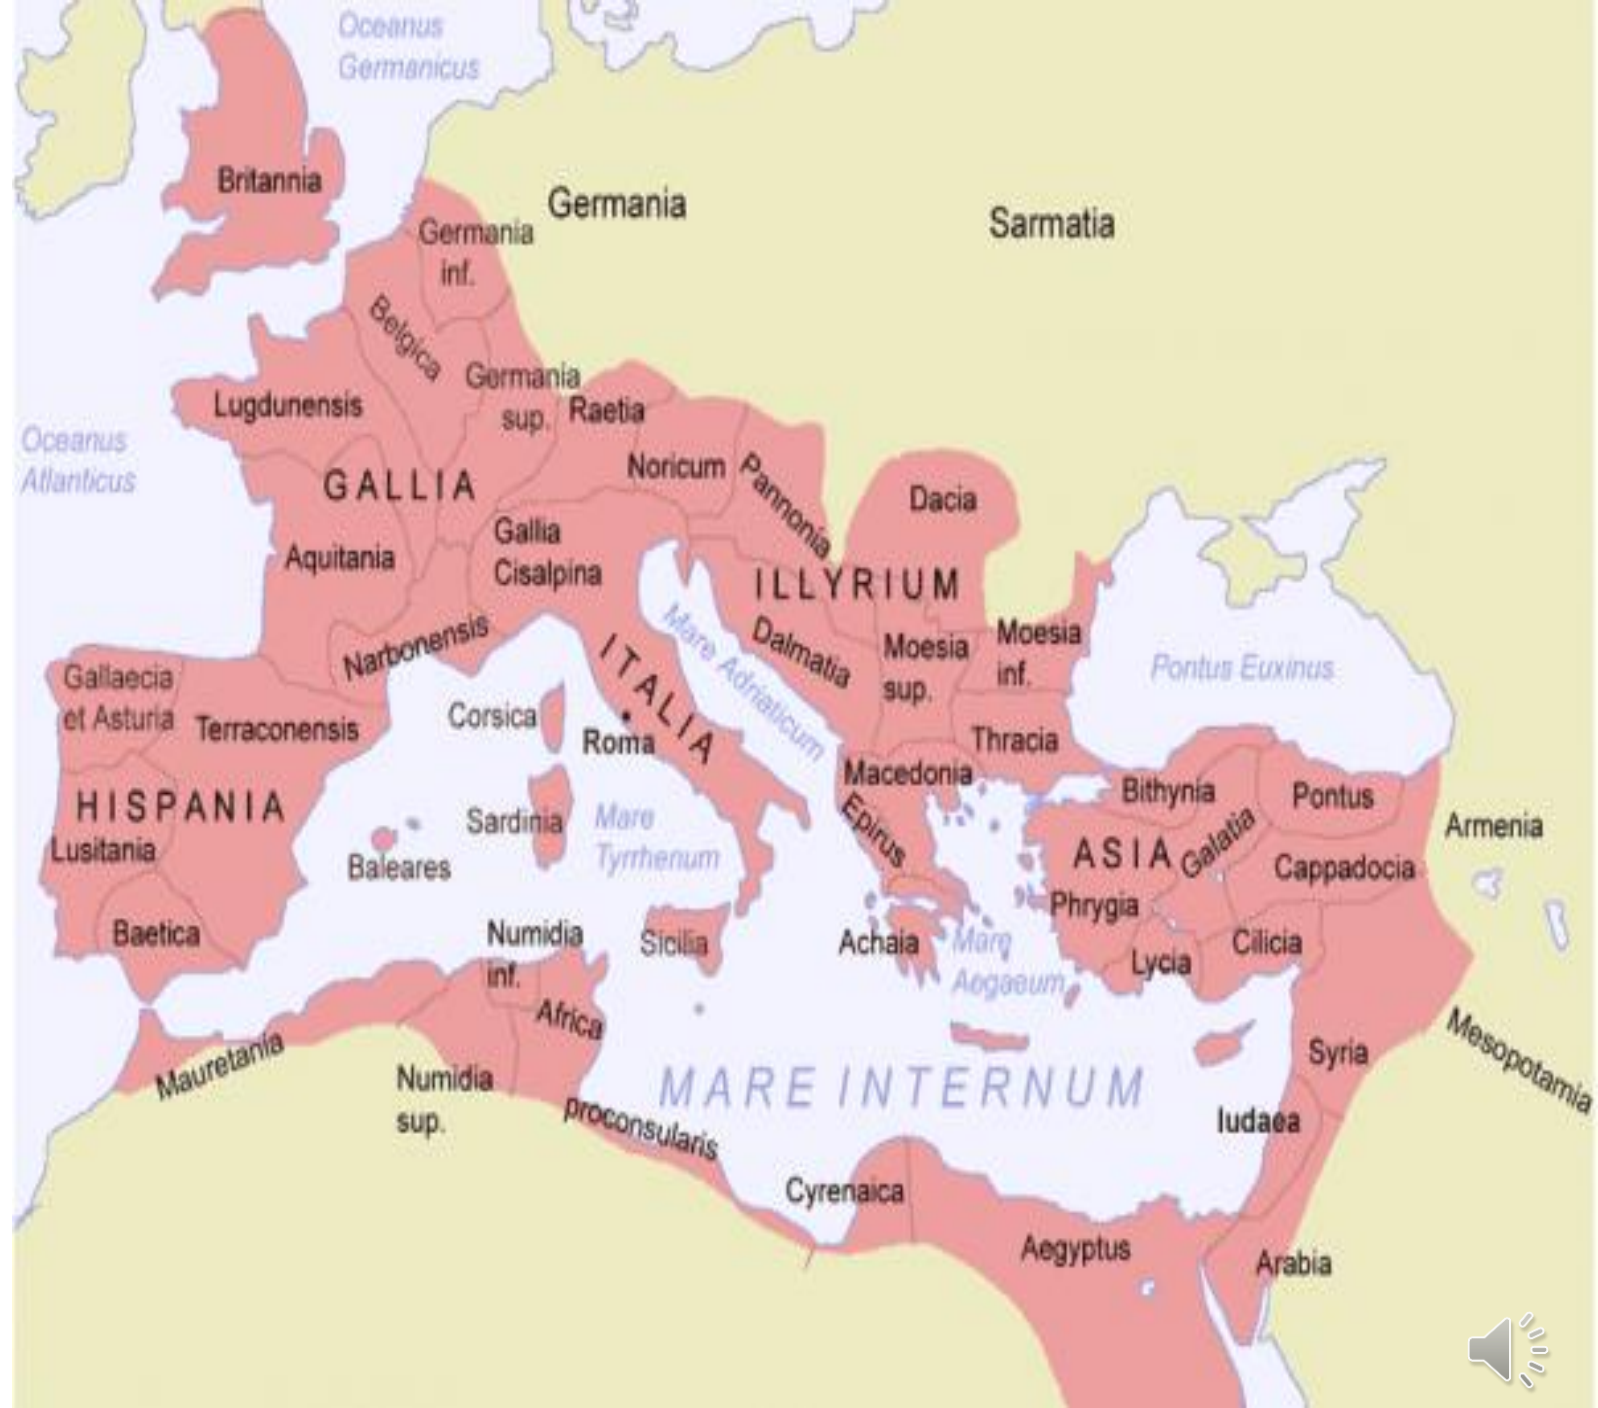 Oceanus
Germanicus
Britannia
Germania
Sarmatia
Germania
inf.
Belgica
Germania
sup.
Raetia
Lugdunensis
Oceanus
Atlanticus
GALLIA
Noricum
Pannonia
Dacia
Gallia
Cisalpina
Aquitania
ILLYRIUM
Narbonensis
ITALIA
Mare Adriaticum
Dalmatia
Moesia
sup.
Moesia
inf.
Pontus Euxinus
Gallaecia
et Asturia
Terraconensis
Corsica
Roma
Thracia
Macedonia
Bithynia
Pontus
HISPANIA
Lusitania
Sardinia
Mare
Tyrrhenum
Epirus
ASIA
Galatia
Armenia
Baleares
Cappadocia
Phrygia
Baetica
Numidia
inf.
Sicilia
Achaia
Mare
Aegaeum
Lycia
Cilicia
Africa
Mauretania
Numidia
sup.
proconsularis
MARE INTERNUM
Syria
Mesopotamia
Iudaea
Cyrenaica
Aegyptus
Arabia